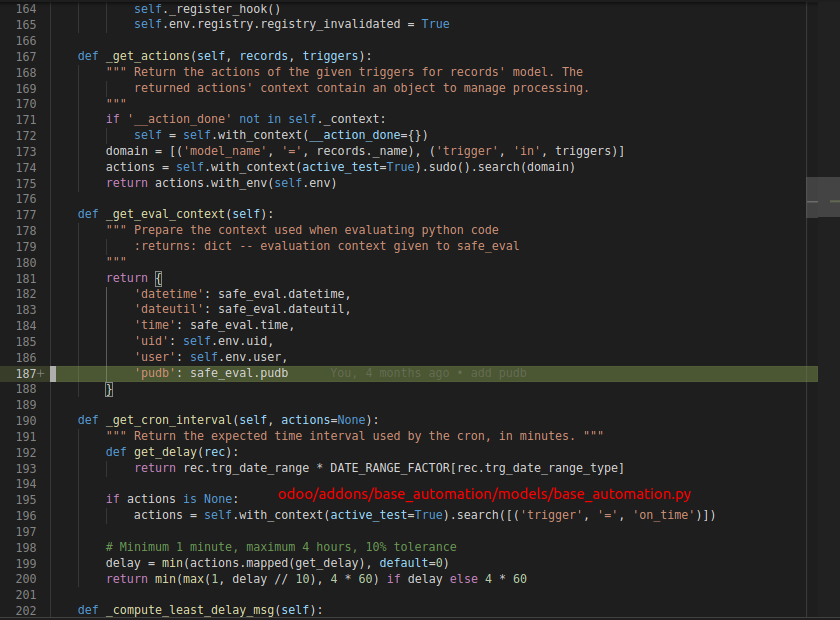 164             self._register_hook()
165             self.env.registry.registry_invalidated = True
166
167     def _get_actions(self, records, triggers):
168         """ Return the actions of the given triggers for records' model. The
169             returned actions' context contain an object to manage processing.
170         """
171         if '__action_done' not in self._context:
172             self = self.with_context(__action_done={})
173         domain = [('model_name', '=', records._name), ('trigger', 'in', triggers)]
174         actions = self.with_context(active_test=True).sudo().search(domain)
175         return actions.with_env(self.env)
176
177     def _get_eval_context(self):
178         """ Prepare the context used when evaluating python code
179             :returns: dict -- evaluation context given to safe_eval
180         """
181         return {
182             'datetime': safe_eval.datetime,
183             'dateutil': safe_eval.dateutil,
184             'time': safe_eval.time,
185             'uid': self.env.uid,
186             'user': self.env.user,
187+            'pudb': safe_eval.pudb      You, 4 months ago • add pudb
188         }
189
190     def _get_cron_interval(self, actions=None):
191         """ Return the expected time interval used by the cron, in minutes. """
192         def get_delay(rec):
193             return rec.trg_date_range * DATE_RANGE_FACTOR[rec.trg_date_range_type]
194
odoo/addons/base_automation/models/base_automation.py
195         if actions is None:
196             actions = self.with_context(active_test=True).search([('trigger', '=', 'on_time')])
197
198         # Minimum 1 minute, maximum 4 hours, 10% tolerance
199         delay = min(actions.mapped(get_delay), default=0)
200         return min(max(1, delay // 10), 4 * 60) if delay else 4 * 60
201
202     def _compute_least_delay_msg(self):